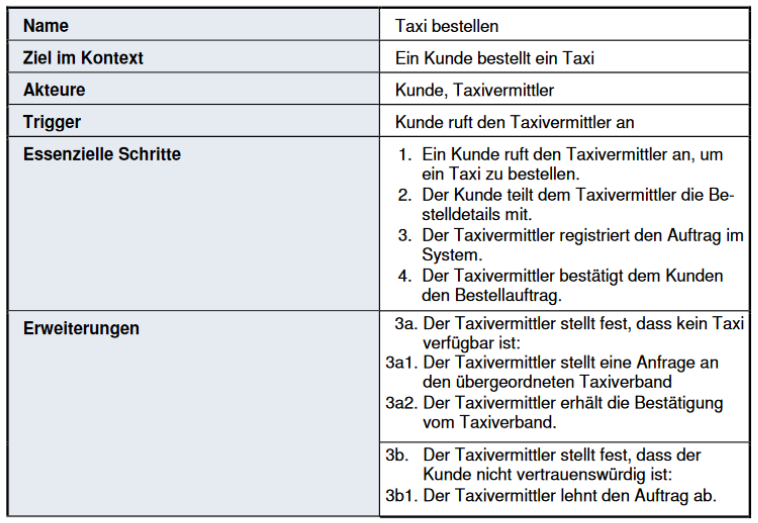 Name
Taxi bestellen
Ziel im Kontext
Ein Kunde bestellt ein Taxi
Akteure
Kunde, Taxivermittler
Trigger
Kunde ruft den Taxivermittler an
Essenzielle Schritte
1. Ein Kunde ruft den Taxivermittler an, um
ein Taxi zu bestellen.
2. Der Kunde teilt dem Taxivermittler die Be-
stelldetails mit.
3. Der Taxivermittler registriert den Auftrag im
System.
4. Der Taxivermittler bestätigt dem Kunden
den Bestellauftrag.
Erweiterungen
3a. Der Taxivermittler stellt fest, dass kein Taxi
verfügbar ist:
3a1. Der Taxivermittler stellt eine Anfrage an
den übergeordneten Taxiverband
3a2. Der Taxivermittler erhält die Bestätigung
vom Taxiverband.
3b. Der Taxivermittler stellt fest, dass der
Kunde nicht vertrauenswürdig ist:
3b1. Der Taxivermittler lehnt den Auftrag ab.